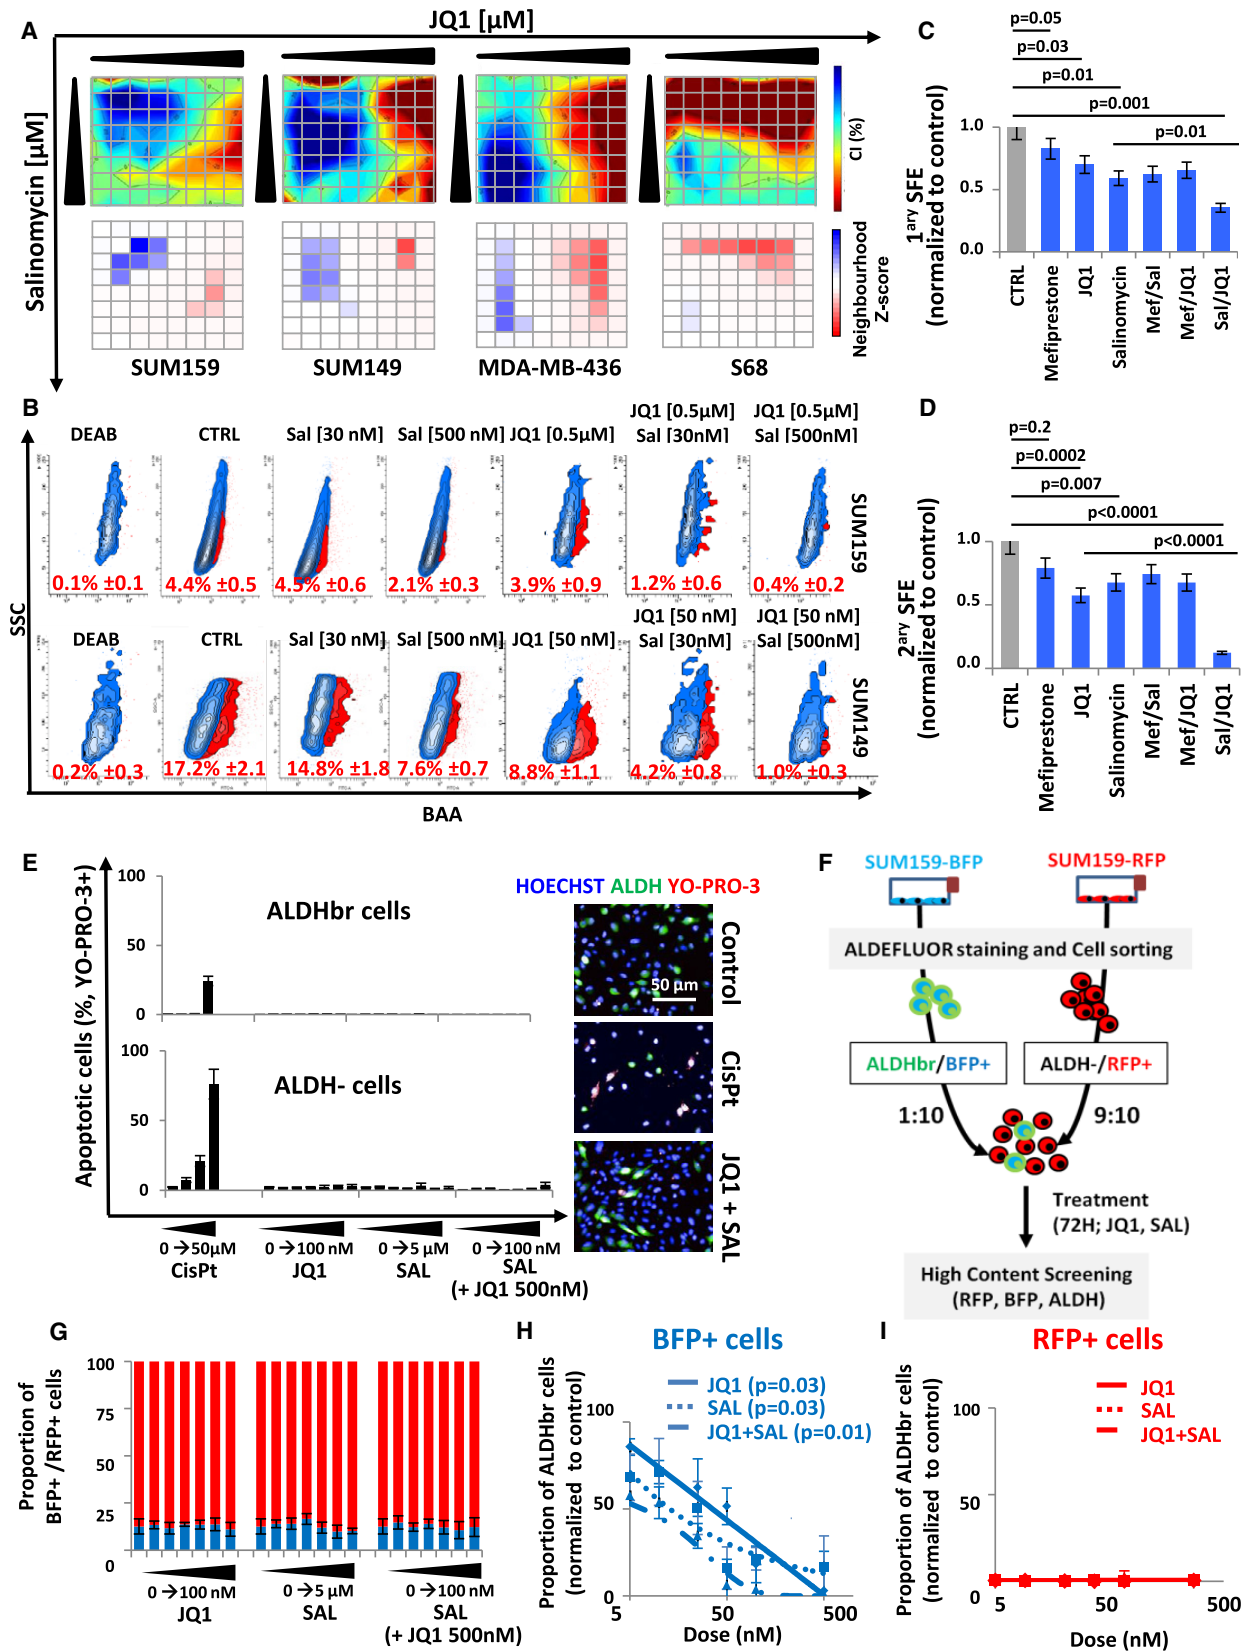 A
JQ1 [µM]
Salinomycin [µM]
CI (%)
Neighbourhood
Z-score
SUM159
SUM149
MDA-MB-436
S68
B
SSC
DEAB
CTRL
Sal [30 nM]
Sal [500 nM]
JQ1 [0.5µM]
JQ1 [0.5µM]
Sal [30nM]
JQ1 [0.5µM]
Sal [500nM]
0.1% ±0.1
4.4% ±0.5
4.5% ±0.6
2.1% ±0.3
3.9% ±0.9
1.2% ±0.6
0.4% ±0.2
SUM159
DEAB
CTRL
Sal [30 nM]
Sal [500 nM]
JQ1 [50 nM]
JQ1 [50 nM]
Sal [30nM]
JQ1 [50 nM]
Sal [500nM]
0.2% ±0.3
17.2% ±2.1
14.8% ±1.8
7.6% ±0.7
8.8% ±1.1
4.2% ±0.8
1.0% ±0.3
SUM149
BAA
C
p=0.05
p=0.03
p=0.01
p=0.001
p=0.01
1ary SFE
(normalized to control)
1.0
0.5
0.0
CTRL
Mefiprestone
JQ1
Salinomycin
Mef/Sal
Mef/JQ1
Sal/JQ1
D
p=0.2
p=0.0002
p=0.007
p<0.0001
p<0.0001
2ary SFE
(normalized to control)
1.0
0.5
0.0
CTRL
Mefiprestone
JQ1
Salinomycin
Mef/Sal
Mef/JQ1
Sal/JQ1
E
Apoptotic cells (%, YO-PRO-3+)
100
50
0
ALDHbr cells
100
50
0
ALDH- cells
0 →50µM
CisPt
0 →100 nM
JQ1
0 →5 µM
SAL
0 →100 nM
SAL
(+ JQ1 500nM)
HOECHST ALDH YO-PRO-3
50 µm
Control
CisPt
JQ1 + SAL
F
SUM159-BFP
SUM159-RFP
ALDEFLUOR staining and Cell sorting
ALDHbr/BFP+
ALDH-/RFP+
1:10
9:10
Treatment
(72H; JQ1, SAL)
High Content Screening
(RFP, BFP, ALDH)
G
Proportion of
BFP+ /RFP+ cells
100
75
50
25
0
0 →100 nM
JQ1
0 →5 µM
SAL
0 →100 nM
SAL
(+ JQ1 500nM)
H
BFP+ cells
JQ1 (p=0.03)
SAL (p=0.03)
JQ1+SAL (p=0.01)
Proportion of ALDHbr cells
(normalized to control)
100
50
0
5
50
500
Dose (nM)
I
RFP+ cells
JQ1
SAL
JQ1+SAL
Proportion of ALDHbr cells
(normalized to control)
100
50
0
5
50
500
Dose (nM)